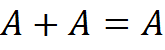 A + A = A